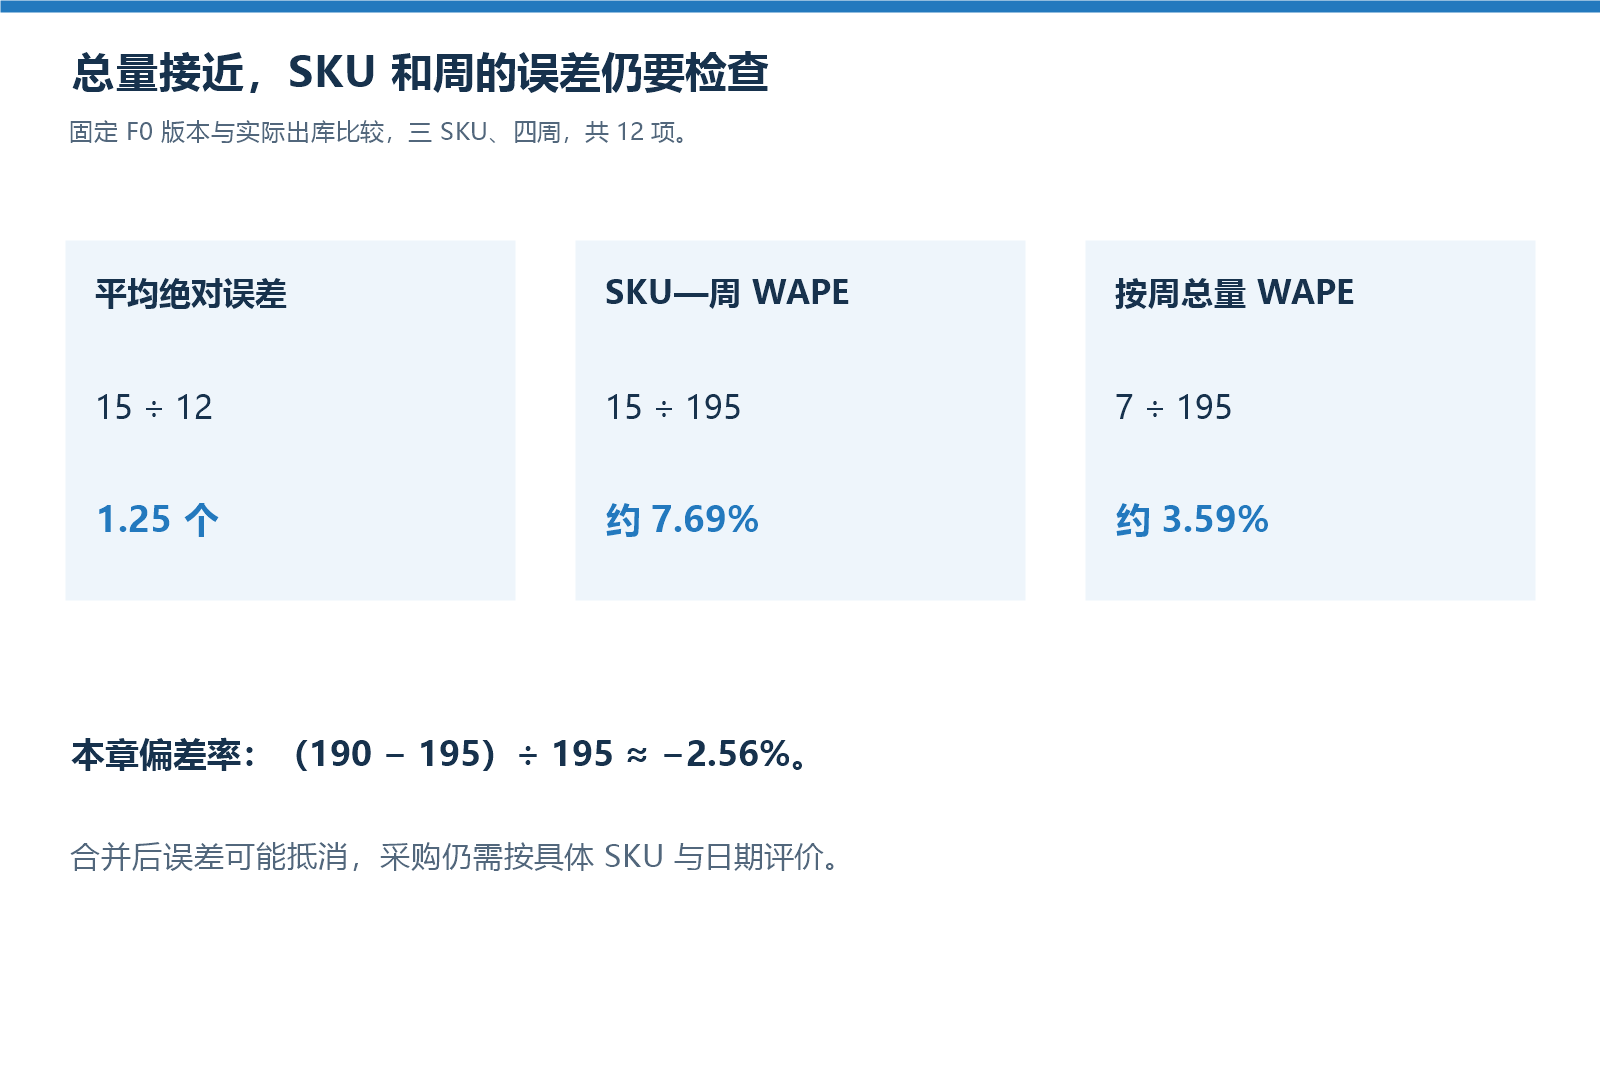 总量接近，SKU 和周的误差仍要检查
固定 F0 版本与实际出库比较，三 SKU、四周，共 12 项。
平均绝对误差
15 ÷ 12
1.25 个
SKU—周 WAPE
15 ÷ 195
约 7.69%
按周总量 WAPE
7 ÷ 195
约 3.59%
本章偏差率：（190 − 195）÷ 195 ≈ −2.56%。
合并后误差可能抵消，采购仍需按具体 SKU 与日期评价。